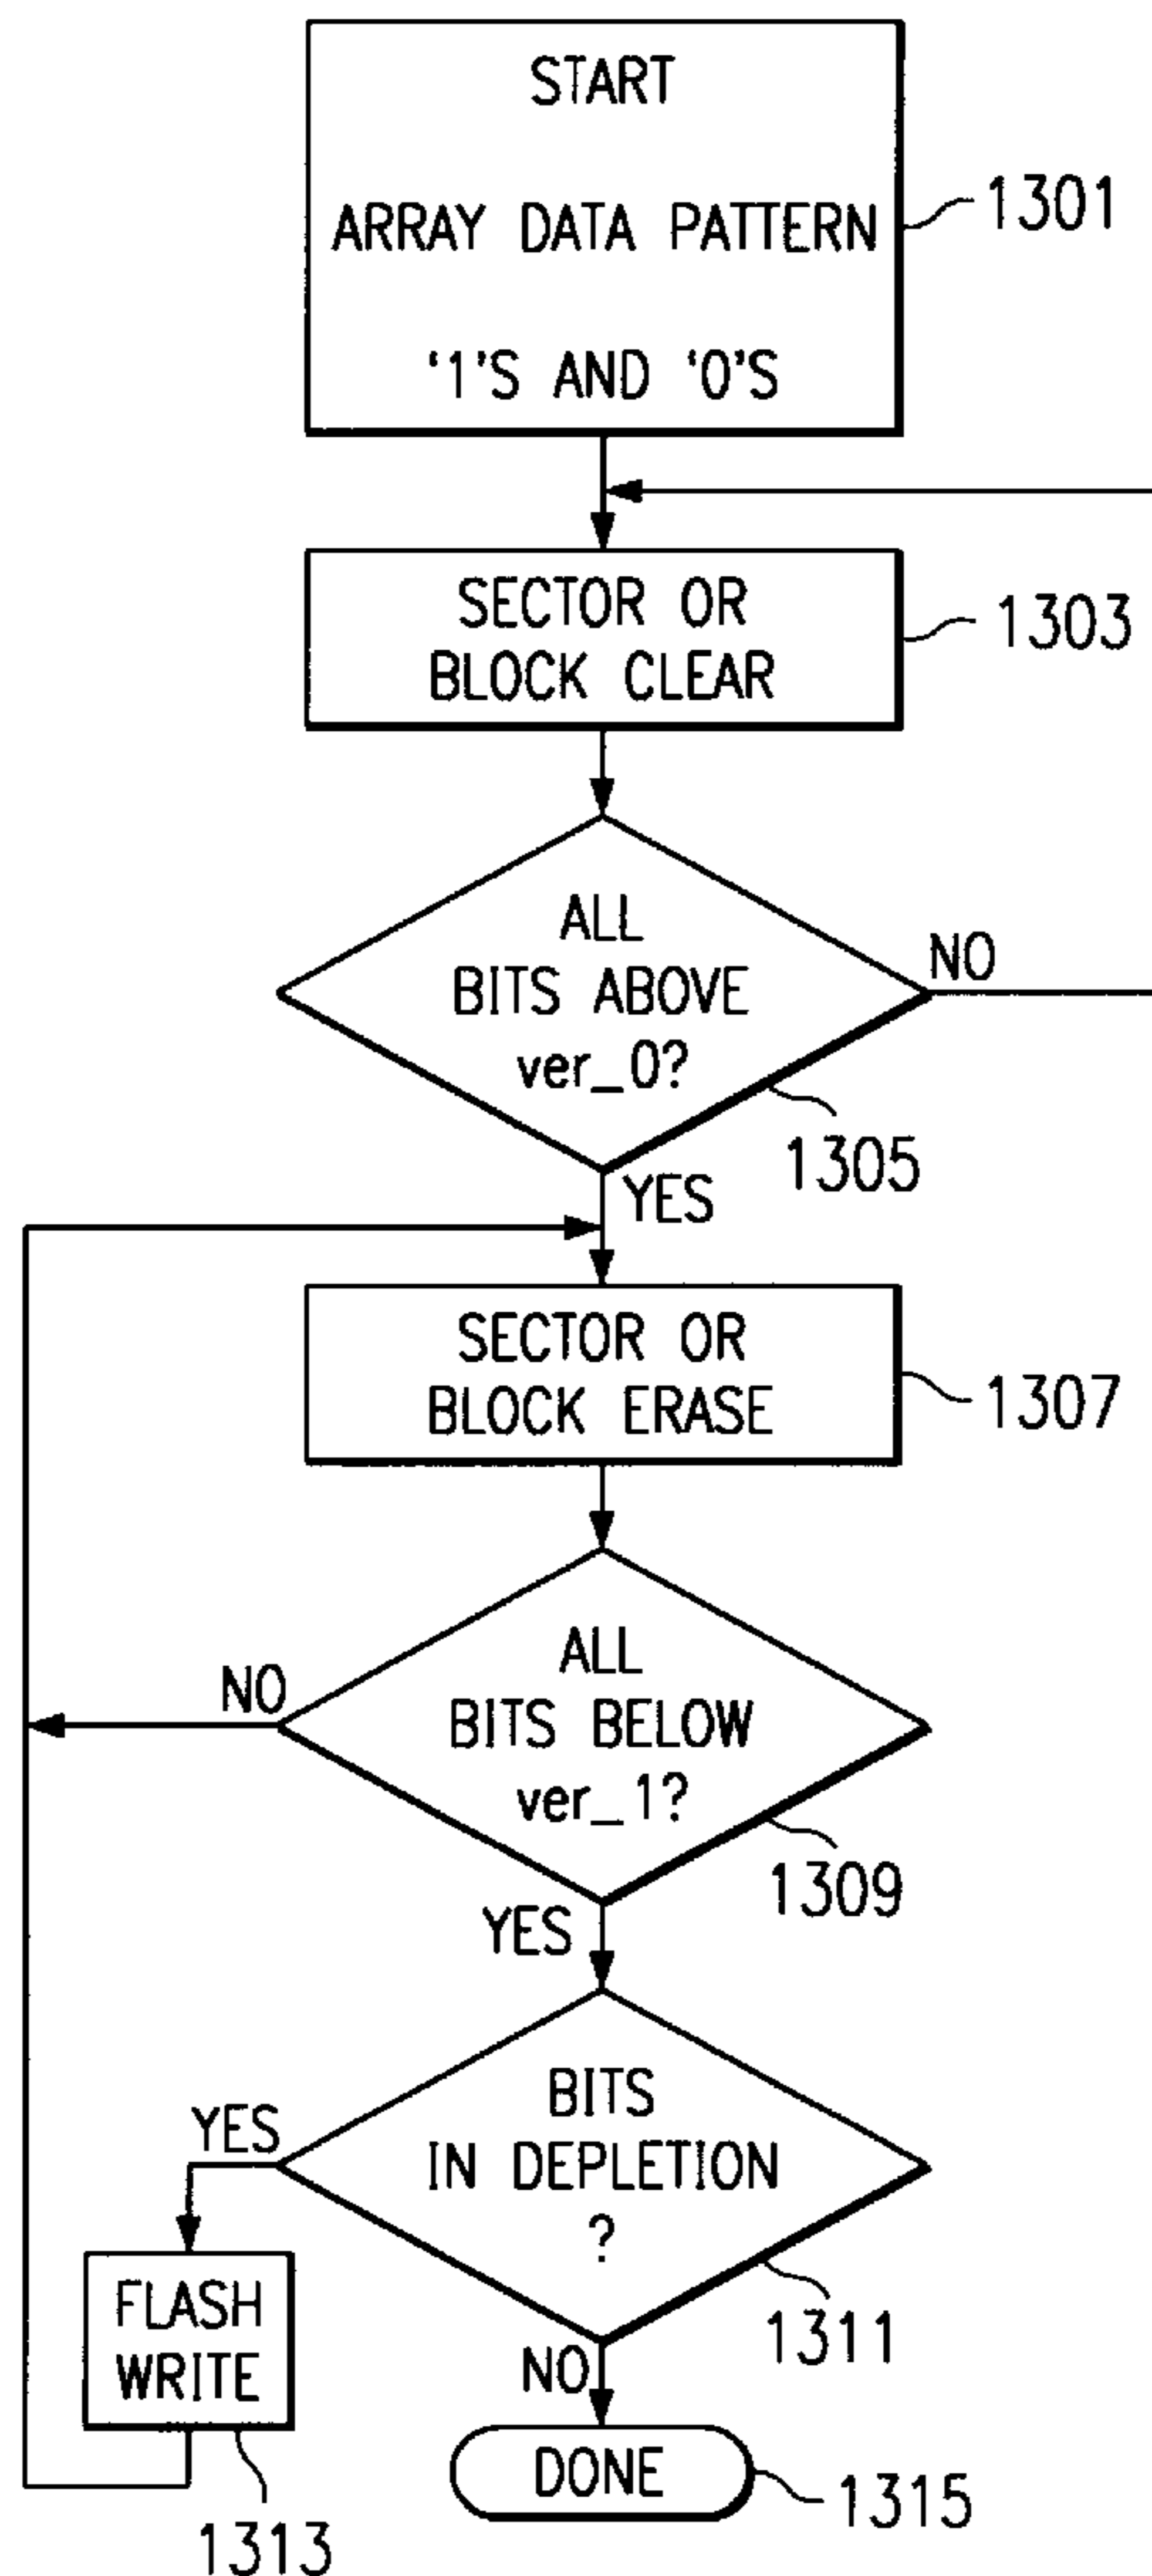 START
ARRAY DATA PATTERN
'1'S AND '0'S
1301
SECTOR OR
BLOCK CLEAR
1303
ALL
BITS ABOVE
ver_0?
NO
1305
YES
SECTOR OR
BLOCK ERASE
1307
ALL
BITS BELOW
ver_1?
NO
1309
YES
BITS
IN DEPLETION
?
YES
1311
NO
FLASH
WRITE
1313
DONE
1315